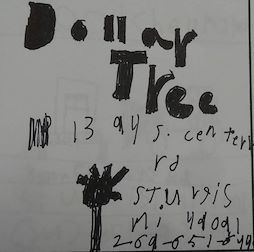 Dollar
Tree
13 94 s. center
rd
sturgis
mi 49091
269-651-